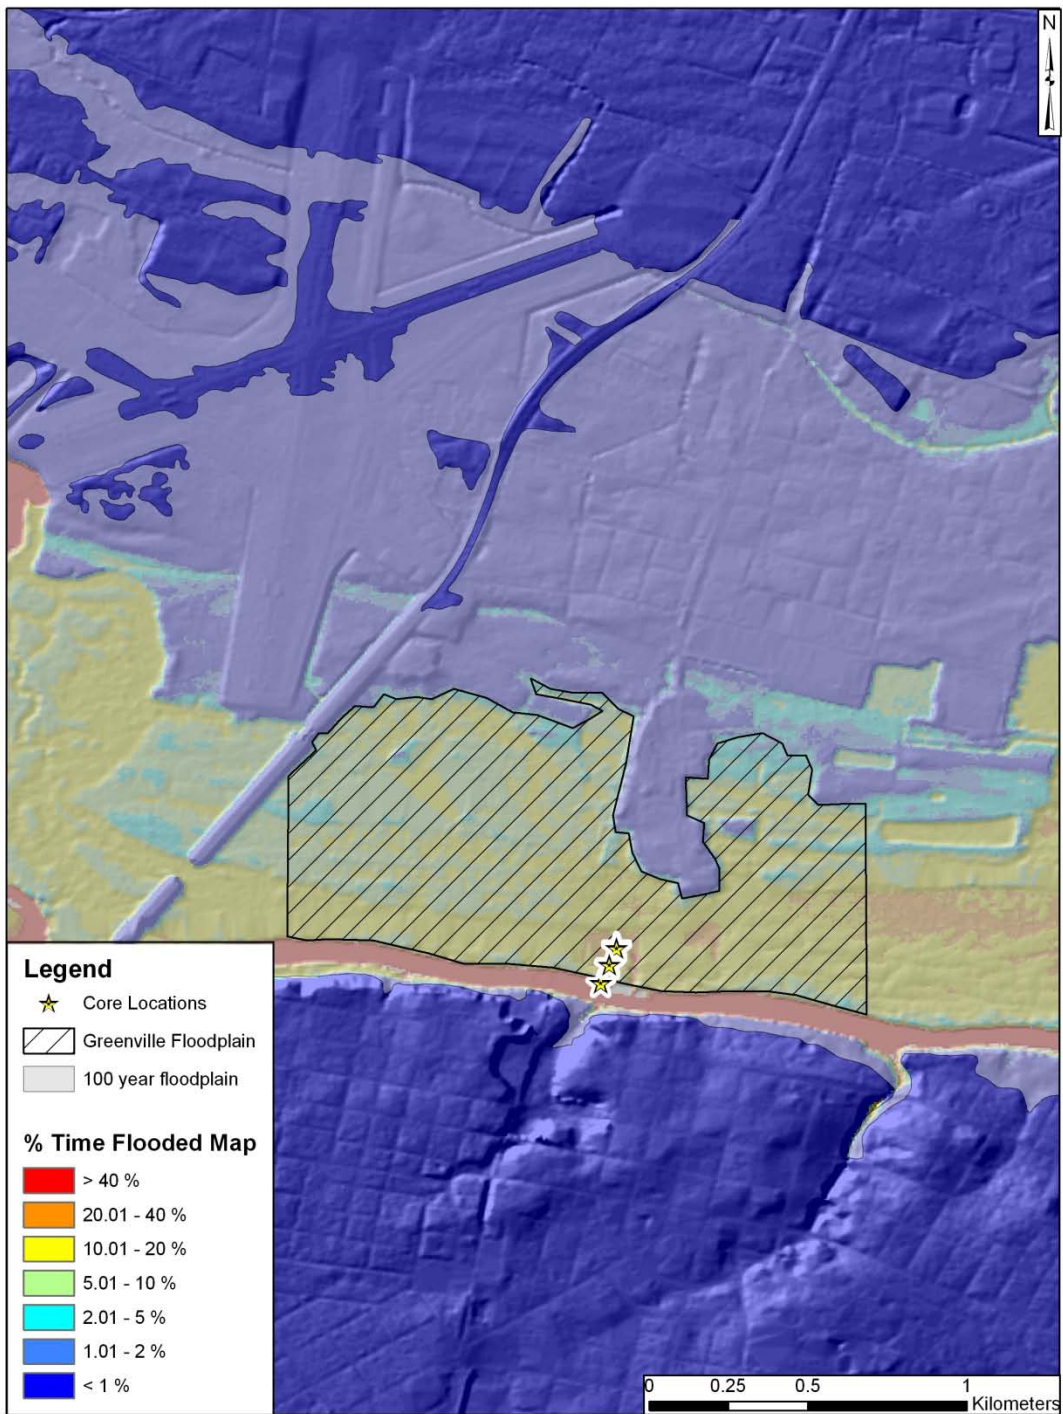 N
Legend
Core Locations
Greenville Floodplain
100 year floodplain
% Time Flooded Map
> 40 %
20.01 - 40 %
10.01 - 20 %
5.01 - 10 %
2.01 - 5 %
1.01 - 2 %
< 1 %
0 0.25 0.5 1
Kilometers